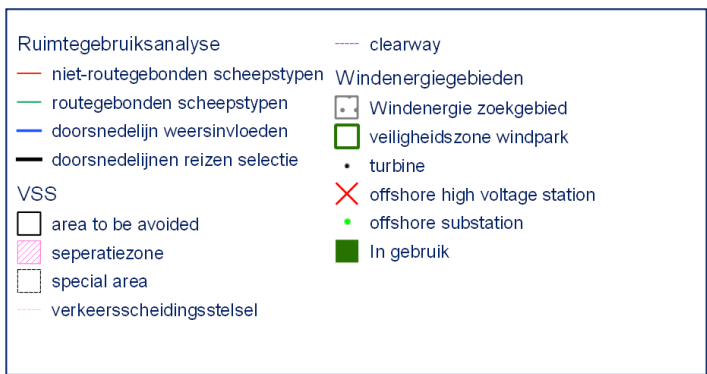 Ruimtegebruiksanalyse
niet-routegebonden scheepstypen
routegebonden scheepstypen
doorsnedelijn weersinvloeden
doorsnedelijnen reizen selectie
VSS
area to be avoided
seperatiezone
special area
verkeersscheidingsstelsel
clearway
Windenergiegebieden
Windenergie zoekgebied
veiligheidszone windpark
turbine
offshore high voltage station
offshore substation
In gebruik